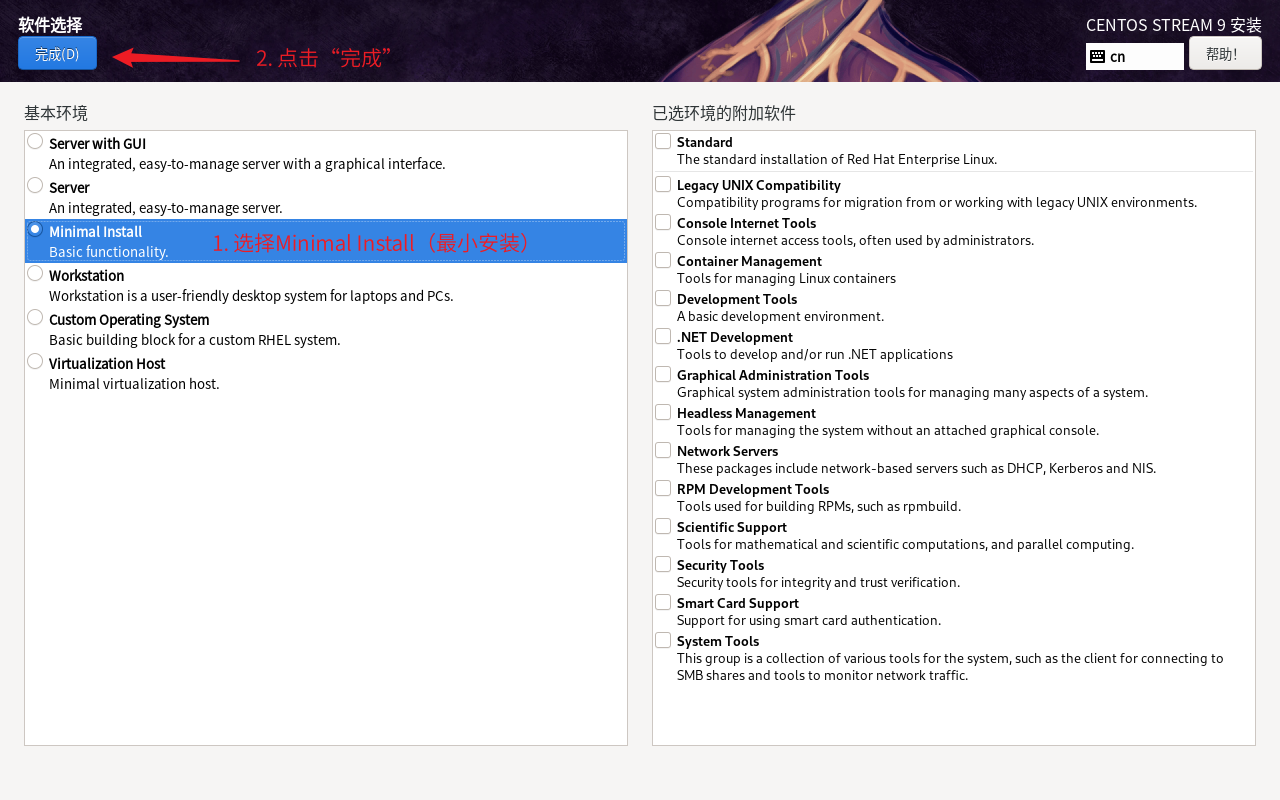 软件选择
CENTOS STREAM 9 安装
完成(D)
2. 点击“完成”
cn
帮助!
基本环境
Server with GUI
An integrated, easy-to-manage server with a graphical interface.
Server
An integrated, easy-to-manage server.
Minimal Install
Basic functionality.
1. 选择Minimal Install（最小安装）
Workstation
Workstation is a user-friendly desktop system for laptops and PCs.
Custom Operating System
Basic building block for a custom RHEL system.
Virtualization Host
Minimal virtualization host.
已选环境的附加软件
Standard
The standard installation of Red Hat Enterprise Linux.
Legacy UNIX Compatibility
Compatibility programs for migration from or working with legacy UNIX environments.
Console Internet Tools
Console internet access tools, often used by administrators.
Container Management
Tools for managing Linux containers
Development Tools
A basic development environment.
.NET Development
Tools to develop and/or run .NET applications
Graphical Administration Tools
Graphical system administration tools for managing many aspects of a system.
Headless Management
Tools for managing the system without an attached graphical console.
Network Servers
These packages include network-based servers such as DHCP, Kerberos and NIS.
RPM Development Tools
Tools used for building RPMs, such as rpmbuild.
Scientific Support
Tools for mathematical and scientific computations, and parallel computing.
Security Tools
Security tools for integrity and trust verification.
Smart Card Support
Support for using smart card authentication.
System Tools
This group is a collection of various tools for the system, such as the client for connecting to
SMB shares and tools to monitor network traffic.